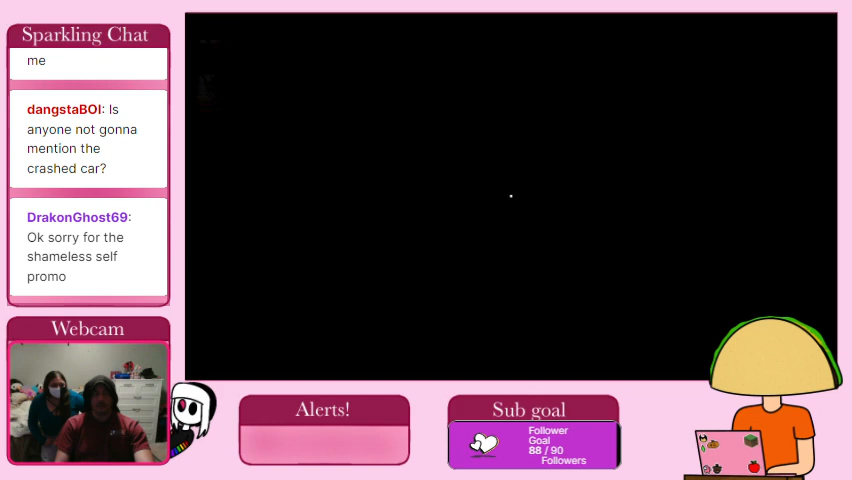 Sparkling Chat
me
dangstaBOI: Is
anyone not gonna
mention the
crashed car?
DrakonGhost69:
Ok sorry for the
shameless self
promo
Webcam
Alerts!
Sub goal
Follower
Goal
88 / 90
Followers